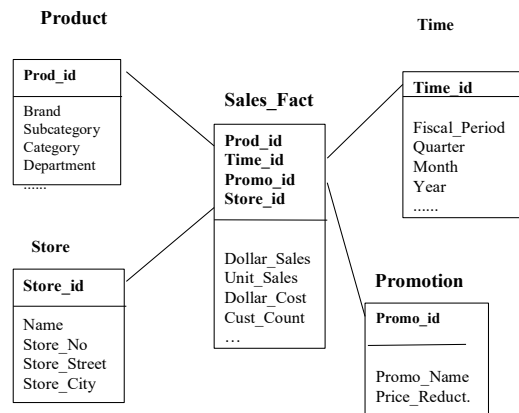 Product
Prod_id
Brand
Subcategory
Category
Department
......
Sales_Fact
Prod_id
Time_id
Promo_id
Store_id
Dollar_Sales
Unit_Sales
Dollar_Cost
Cust_Count
…
Time
Time_id
Fiscal_Period
Quarter
Month
Year
......
Store
Store_id
Name
Store_No
Store_Street
Store_City
Promotion
Promo_id
Promo_Name
Price_Reduct.